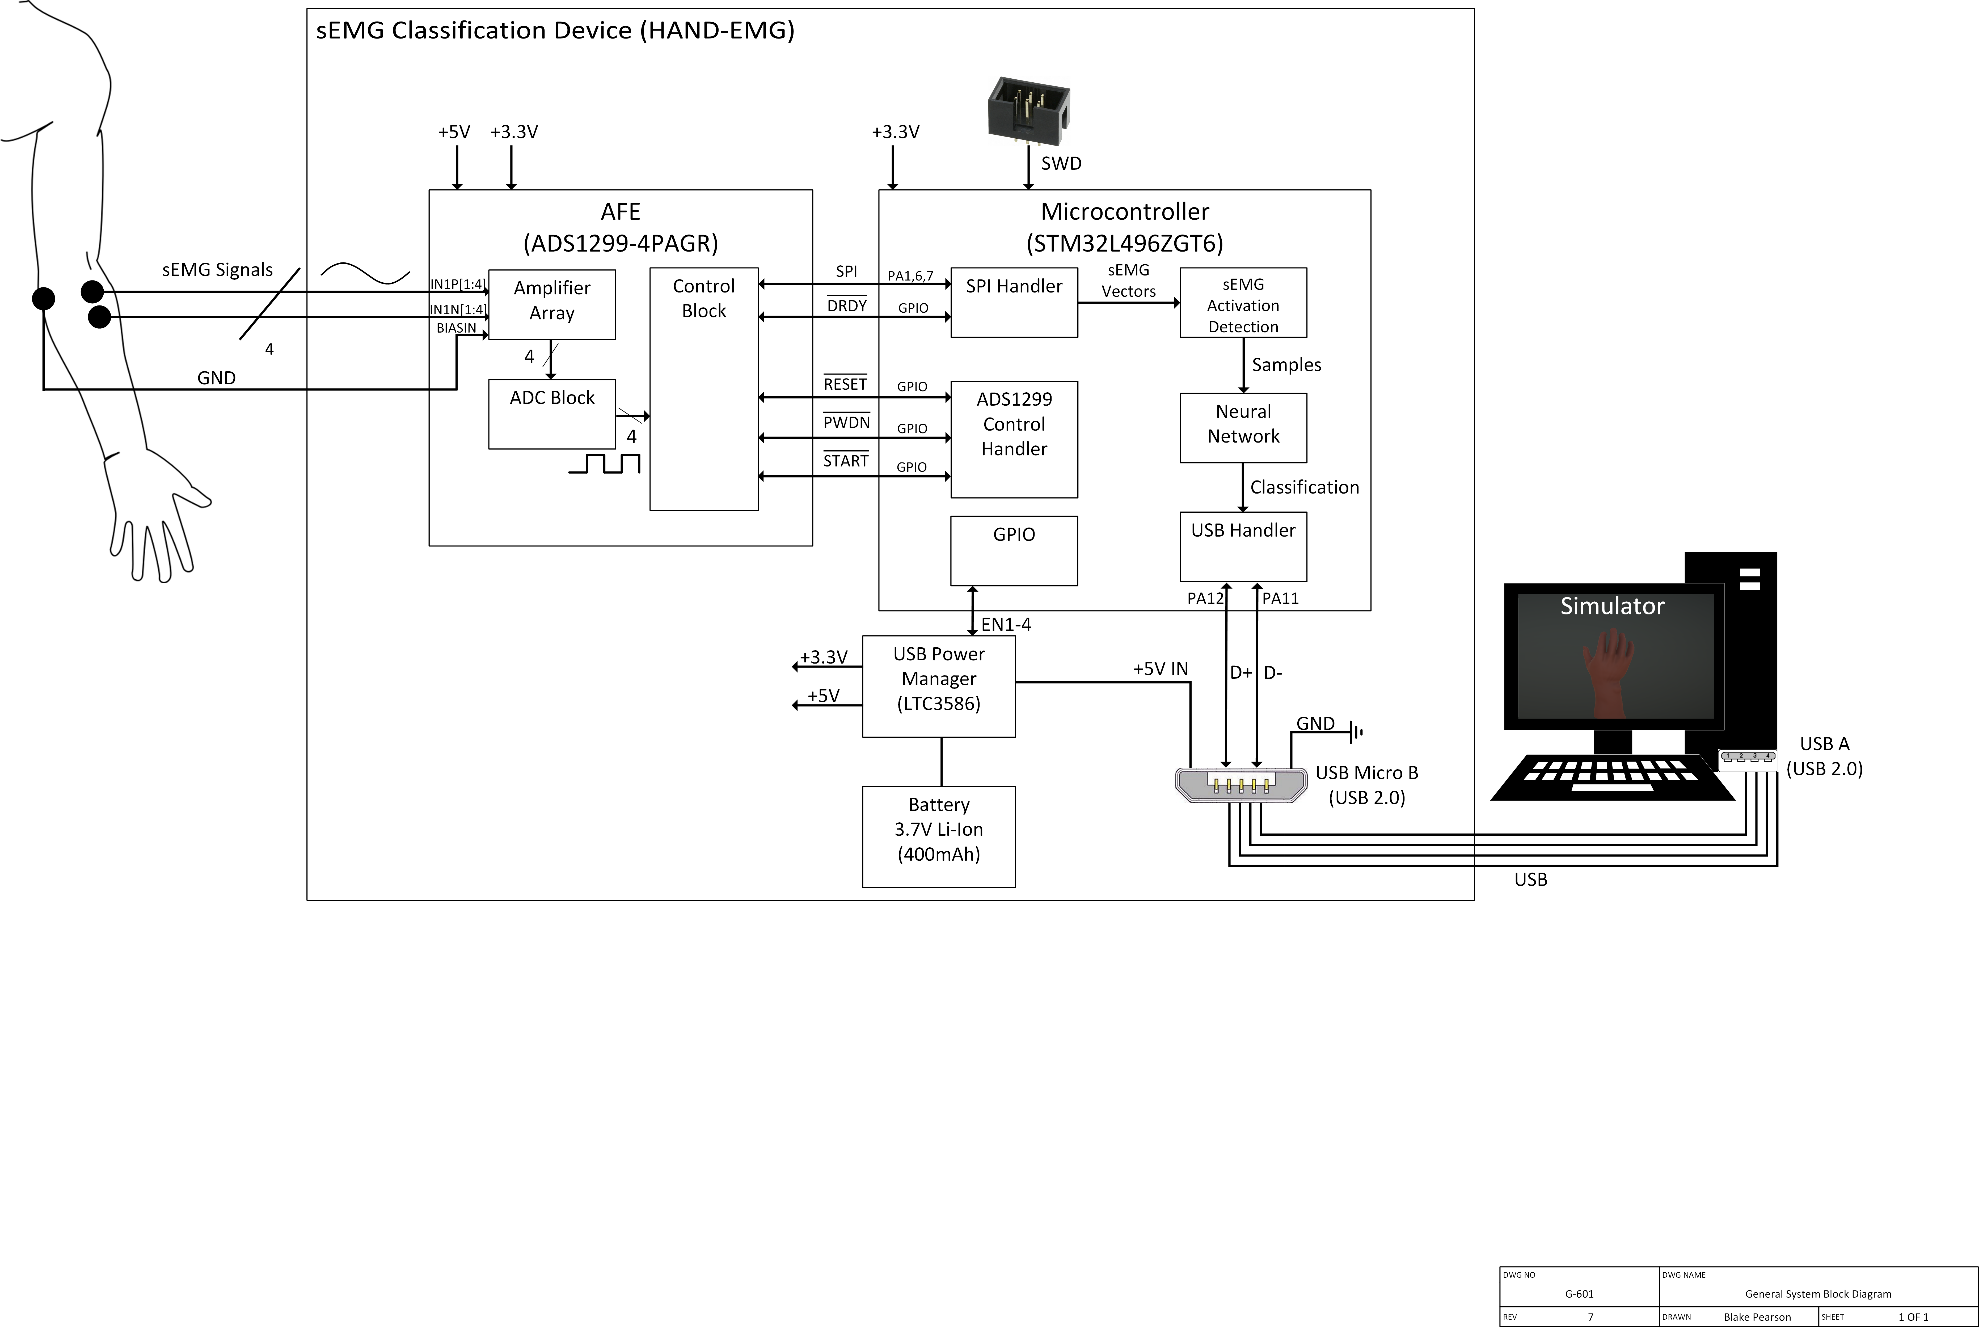 sEMG Classification Device (HAND-EMG)
+5V
+3.3V
+3.3V
SWD
AFE
(ADS1299-4PAGR)
Microcontroller
(STM32L496ZGT6)
sEMG Signals
4
GND
IN1P[1:4]
IN1N[1:4]
BIASIN
Amplifier
Array
4
ADC Block
4
Control
Block
SPI
DRDY
RESET
PWDN
START
PA1,6,7
GPIO
GPIO
GPIO
GPIO
SPI Handler
sEMG
Vectors
sEMG
Activation
Detection
Samples
ADS1299
Control
Handler
Neural
Network
Classification
GPIO
USB Handler
PA12
PA11
EN1-4
USB Power
Manager
(LTC3586)
+3.3V
+5V
+5V IN
D+
D-
GND
Battery
3.7V Li-Ion
(400mAh)
USB Micro B
(USB 2.0)
Simulator
1 2 3 4
USB A
(USB 2.0)
USB
DWG NO
G-601
DWG NAME
General System Block Diagram
REV
7
DRAWN
Blake Pearson
SHEET
1 OF 1